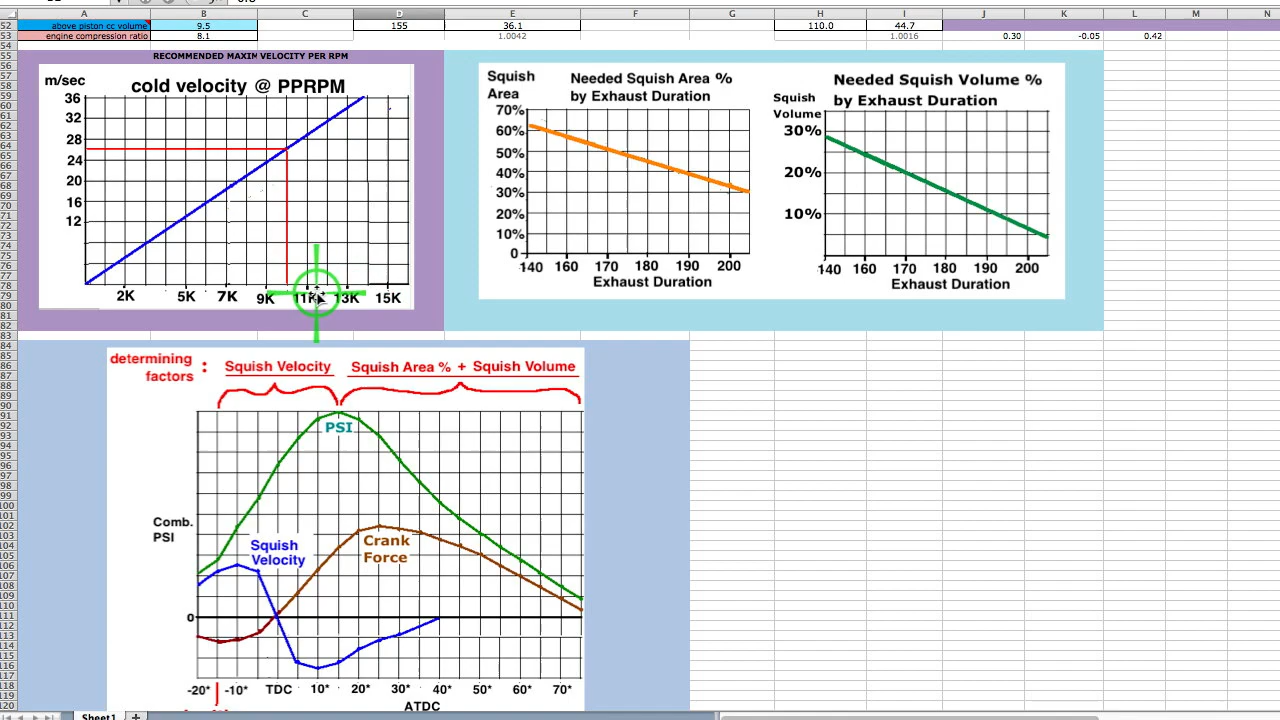 A B C D E F G H I J K L M N
52 above piston cc volume 9.5 155 36.1 110.0 44.7
53 engine compression ratio 8.1 1.0042 1.0016 0.30 -0.05 0.42
54
55 RECOMMENDED MAXIM VELOCITY PER RPM
m/sec cold velocity @ PPRPM
36
32
28
24
20
16
12
2K 5K 7K 9K 11K 13K 15K
Squish Area
Needed Squish Area %
by Exhaust Duration
70%
60%
50%
40%
30%
20%
10%
0
140 160 170 180 190 200
Exhaust Duration
Needed Squish Volume %
by Exhaust Duration
Squish
Volume
30%
20%
10%
140 160 170 180 190 200
Exhaust Duration
determining
factors :
Squish Velocity Squish Area % + Squish Volume
PSI
Comb.
PSI
Squish
Velocity
Crank
Force
0
-20* -10* TDC 10* 20* 30* 40* 50* 60* 70*
ATDC
Sheet1